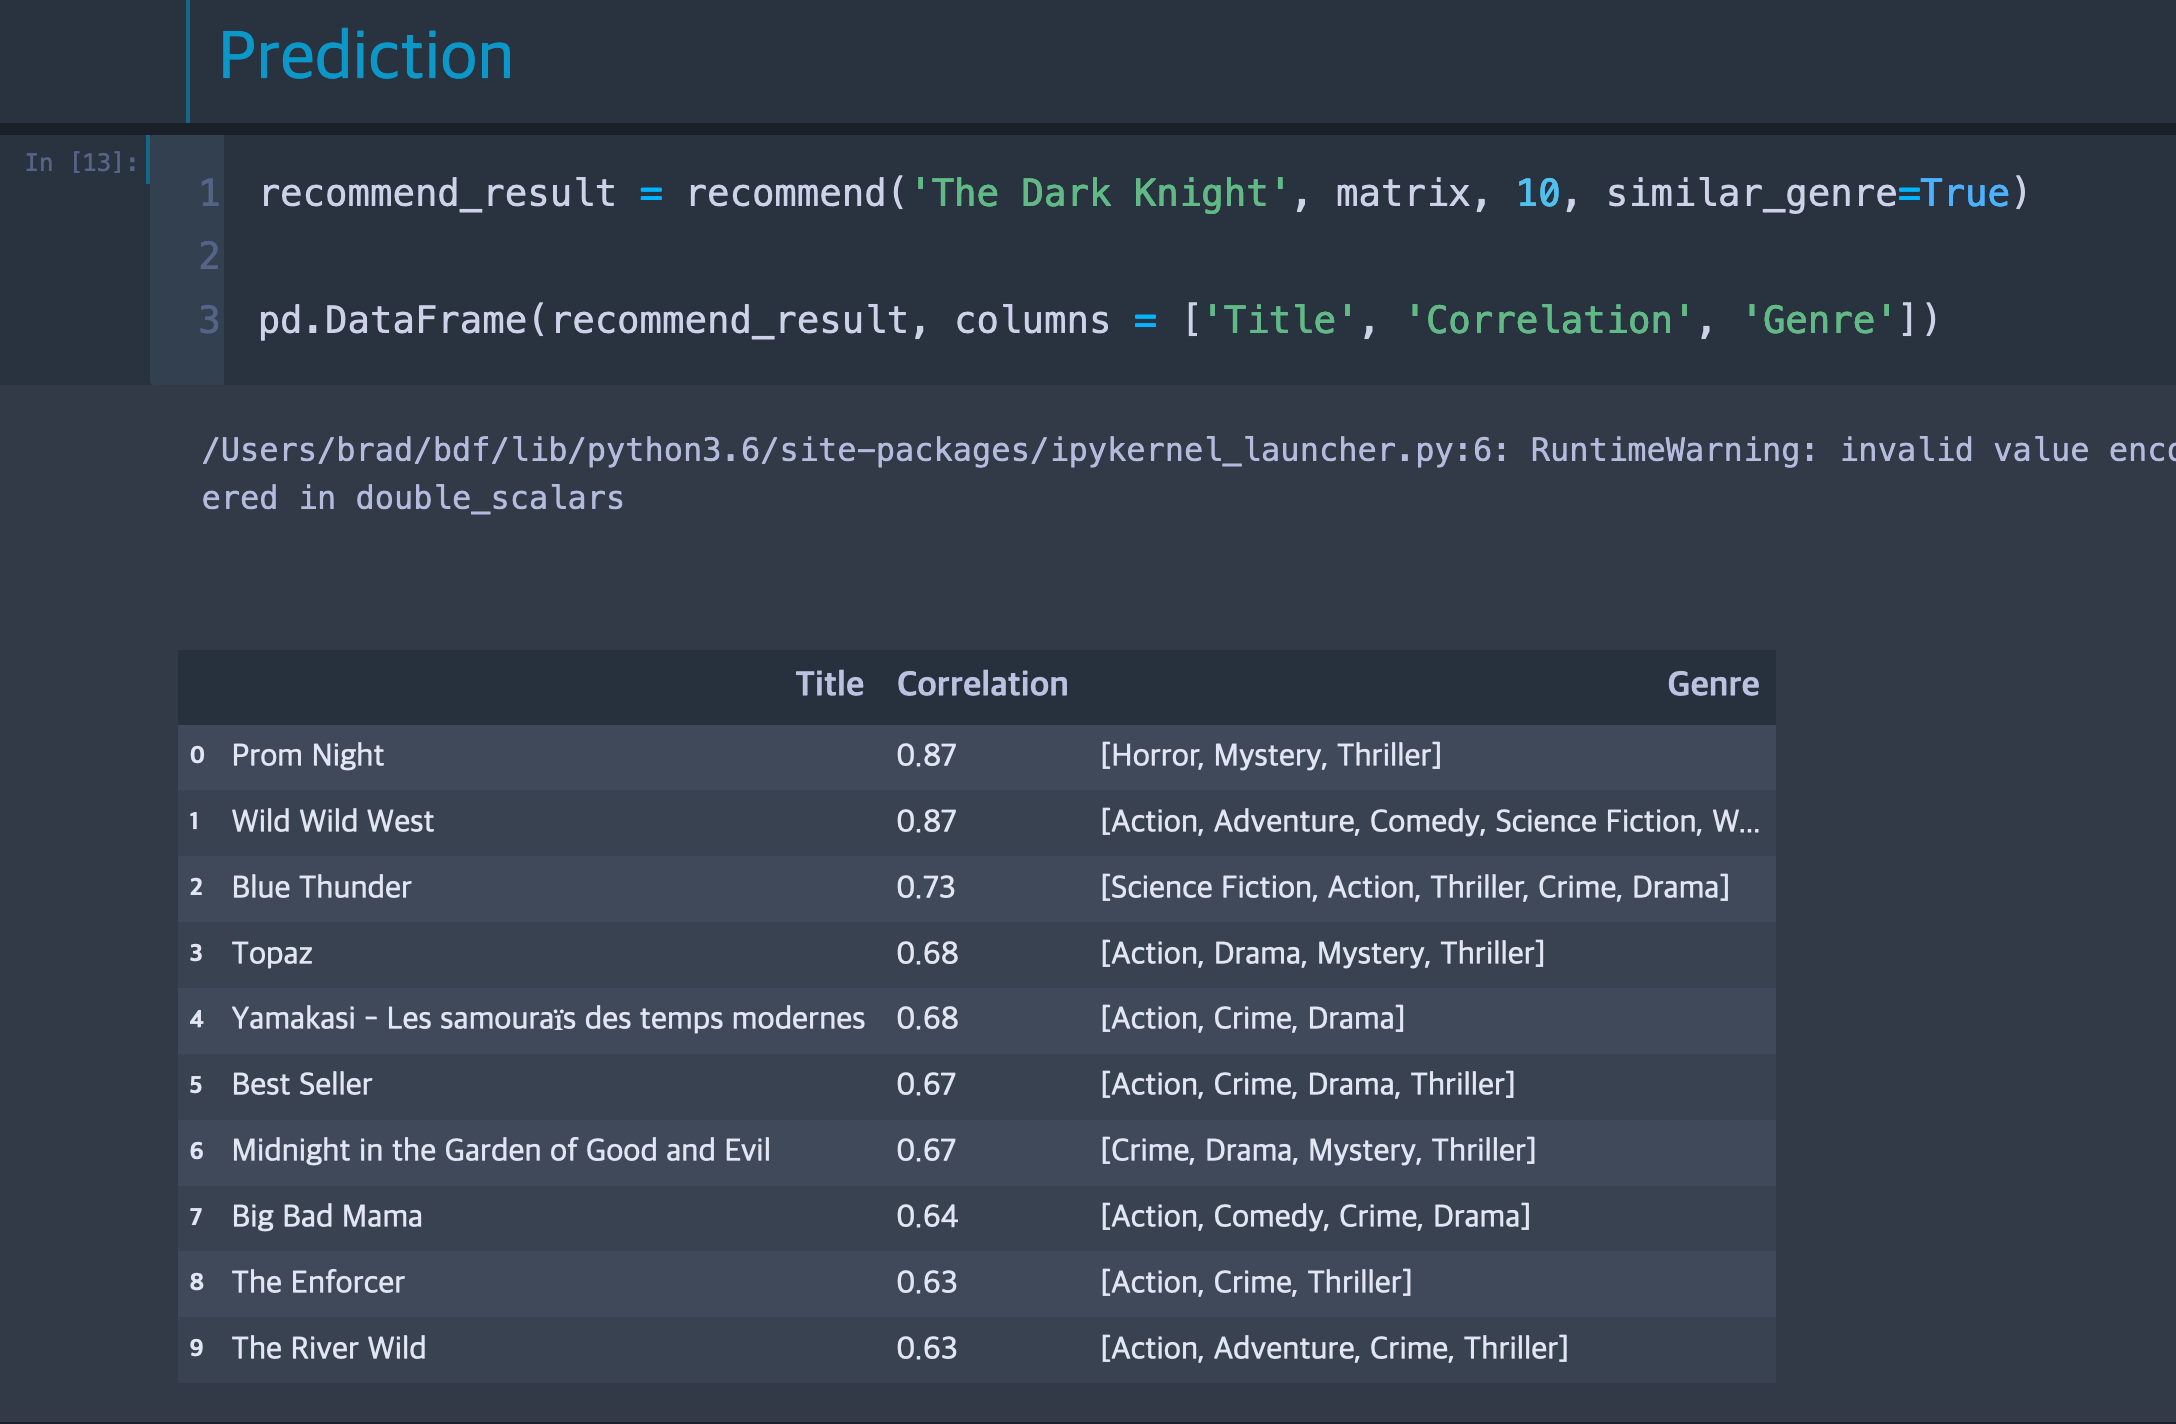 Prediction
In [13]:
1 recommend_result = recommend('The Dark Knight', matrix, 10, similar_genre=True)
2
3 pd.DataFrame(recommend_result, columns = ['Title', 'Correlation', 'Genre'])
/Users/brad/bdf/lib/python3.6/site-packages/ipykernel_launcher.py:6: RuntimeWarning: invalid value enco
ered in double_scalars
Title Correlation Genre
0 Prom Night 0.87 [Horror, Mystery, Thriller]
1 Wild Wild West 0.87 [Action, Adventure, Comedy, Science Fiction, W...
2 Blue Thunder 0.73 [Science Fiction, Action, Thriller, Crime, Drama]
3 Topaz 0.68 [Action, Drama, Mystery, Thriller]
4 Yamakasi - Les samouraïs des temps modernes 0.68 [Action, Crime, Drama]
5 Best Seller 0.67 [Action, Crime, Drama, Thriller]
6 Midnight in the Garden of Good and Evil 0.67 [Crime, Drama, Mystery, Thriller]
7 Big Bad Mama 0.64 [Action, Comedy, Crime, Drama]
8 The Enforcer 0.63 [Action, Crime, Thriller]
9 The River Wild 0.63 [Action, Adventure, Crime, Thriller]